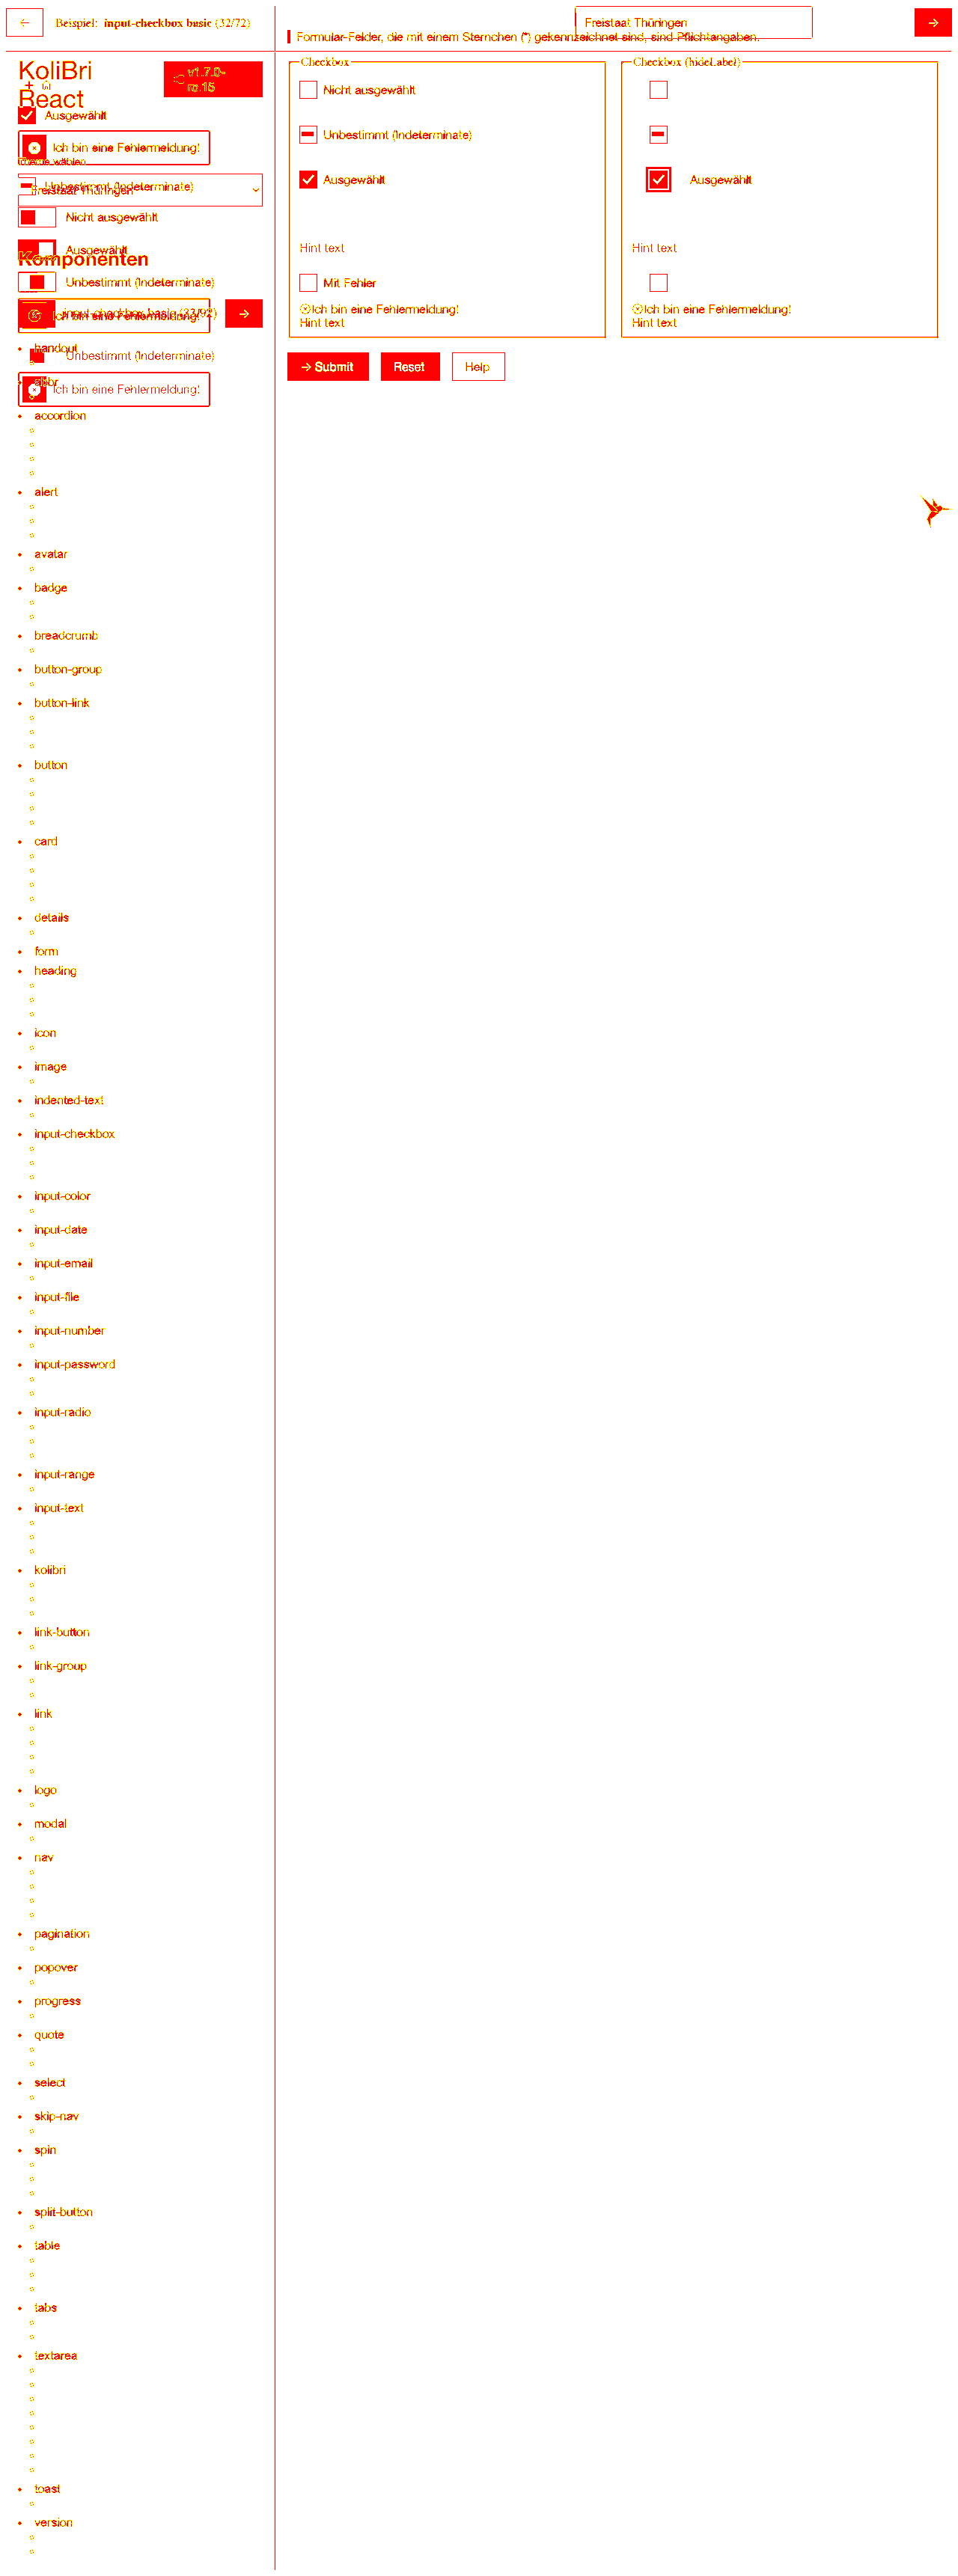 Beispiel: input-checkbox basic (32/72)
Freistaat Thüringen
Formular-Felder, die mit einem Sternchen (*) gekennzeichnet sind, sind Pflichtangaben.
KoliBri
React
v1.7.0-
rc.15
Ausgewählt
Ich bin eine Fehlermeldung!
Unbestimmt (Indeterminate)
Freistaat Thüringen
Nicht ausgewählt
Ausgewählt
Komponenten
Unbestimmt (Indeterminate)
input-checkbox basic
Ich bin eine Fehlermeldung!
handout
Unbestimmt (Indeterminate)
Ich bin eine Fehlermeldung!
accordion
alert
avatar
badge
breadcrumb
button-group
button-link
button
card
details
form
heading
icon
image
indented-text
input-checkbox
input-color
input-date
input-email
input-file
input-number
input-password
input-radio
input-range
input-text
kolibri
link-button
link-group
link
logo
modal
nav
pagination
popover
progress
quote
select
skip-nav
spin
split-button
table
tabs
textarea
toast
version
Checkbox
Nicht ausgewählt
Unbestimmt (Indeterminate)
Ausgewählt
Hint text
Mit Fehler
Ich bin eine Fehlermeldung!
Hint text
Checkbox (hideLabel)
Ausgewählt
Hint text
Ich bin eine Fehlermeldung!
Hint text
Submit
Reset
Help